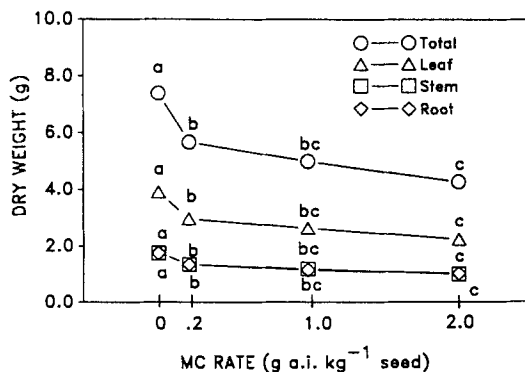 10.0
Total
Leaf
Stem
Root
8.0
6.0
4.0
2.0
0.0
DRY WEIGHT (g)
a
b
bc
c
a
b
bc
c
a
b
bc
c
a
b
bc
c
0 .2 1.0 2.0
MC RATE (g a.i. kg⁻¹ seed)